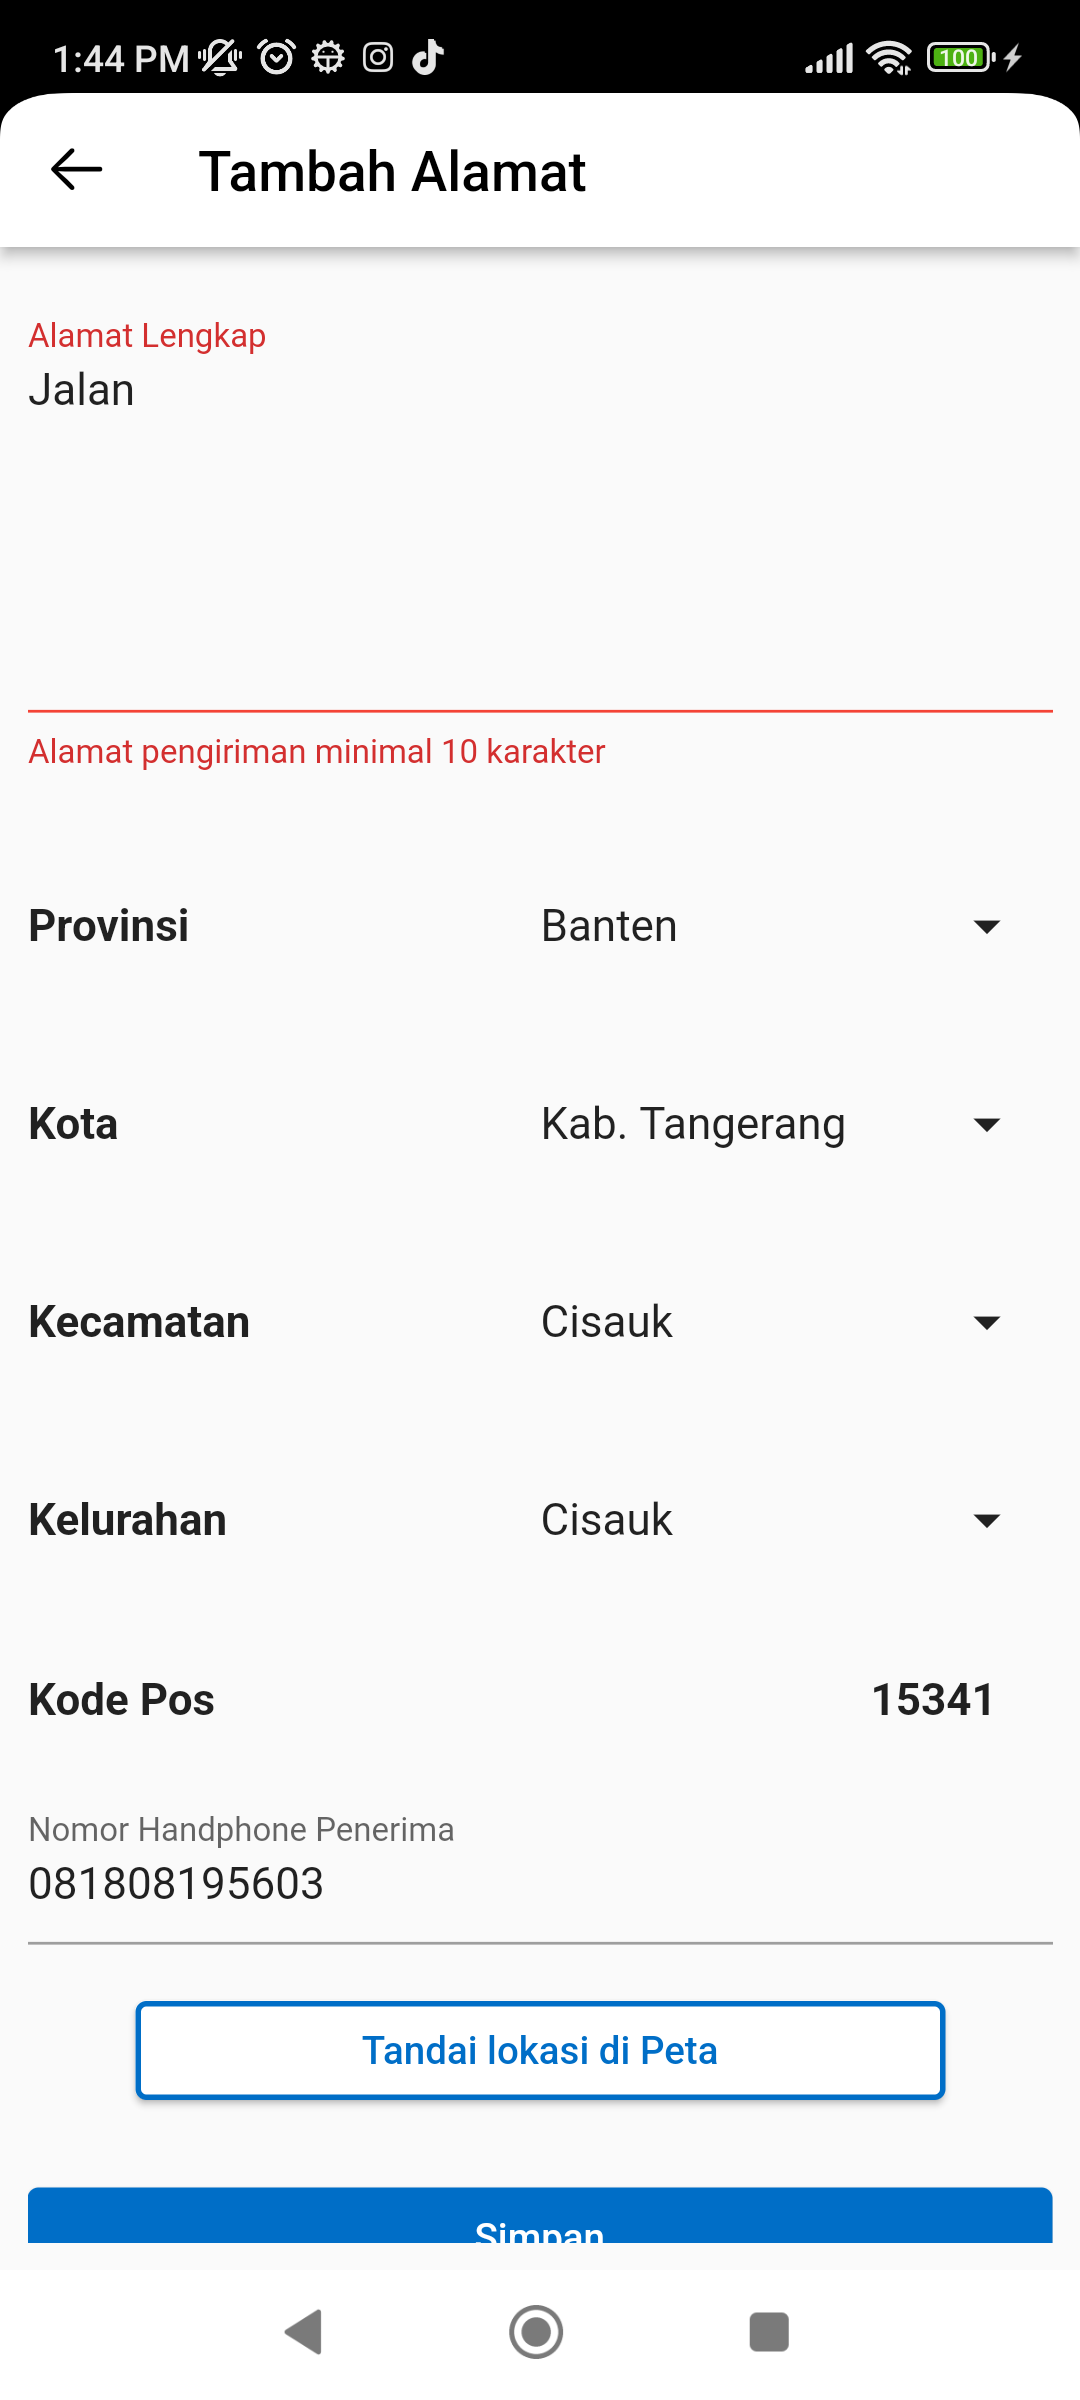 1:44 PM
100
Tambah Alamat
Alamat Lengkap
Jalan
Alamat pengiriman minimal 10 karakter
Provinsi Banten
Kota Kab. Tangerang
Kecamatan Cisauk
Kelurahan Cisauk
Kode Pos 15341
Nomor Handphone Penerima
081808195603
Tandai lokasi di Peta
Simpan